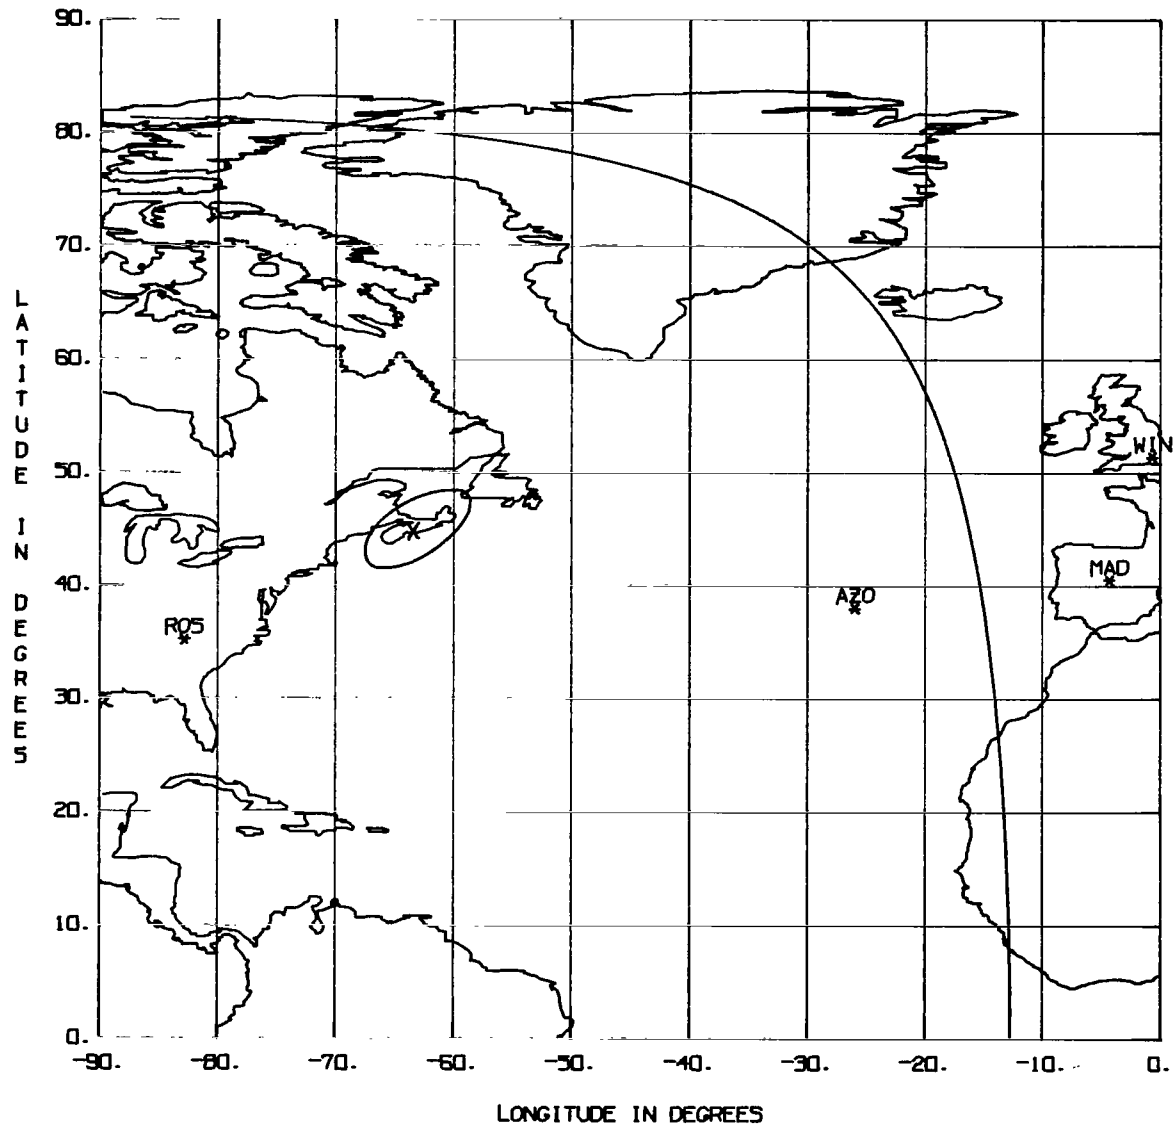 90.
80.
70.
60.
50.
40.
30.
20.
10.
0.
LATITUDE IN DEGREES
WIN
MAD
AZO
ROS
-90. -80. -70. -60. -50. -40. -30. -20. -10. 0.
LONGITUDE IN DEGREES